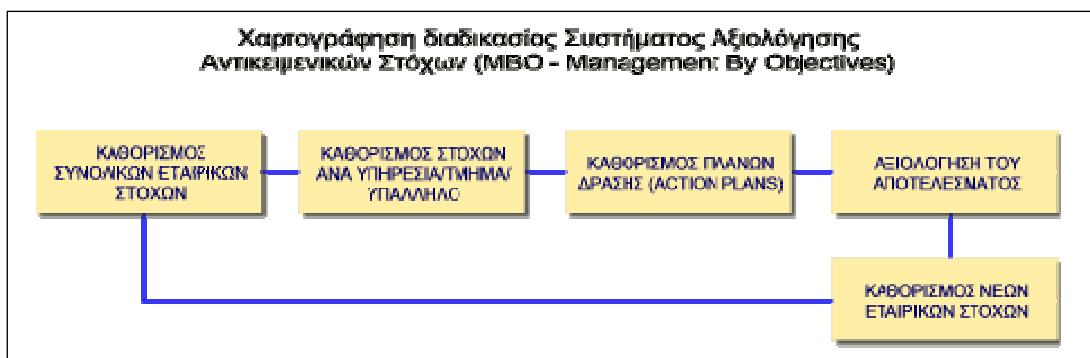 Χαρτογράφηση διαδικασίας Συστήματος Αξιολόγησης
Αντικειμενικών Στόχων (MBO - Management By Objectives)
ΚΑΘΟΡΙΣΜΟΣ
ΣΥΝΟΛΙΚΩΝ ΕΤΑΙΡΙΚΩΝ
ΣΤΟΧΩΝ
ΚΑΘΟΡΙΣΜΟΣ ΣΤΟΧΩΝ
ΑΝΑ ΥΠΗΡΕΣΙΑ/ΤΜΗΜΑ/
ΥΠΑΛΛΗΛΟ
ΚΑΘΟΡΙΣΜΟΣ ΠΛΑΝΩΝ
ΔΡΑΣΗΣ (ACTION PLANS)
ΑΞΙΟΛΟΓΗΣΗ ΤΟΥ
ΑΠΟΤΕΛΕΣΜΑΤΟΣ
ΚΑΘΟΡΙΣΜΟΣ ΝΕΩΝ
ΕΤΑΙΡΙΚΩΝ ΣΤΟΧΩΝ